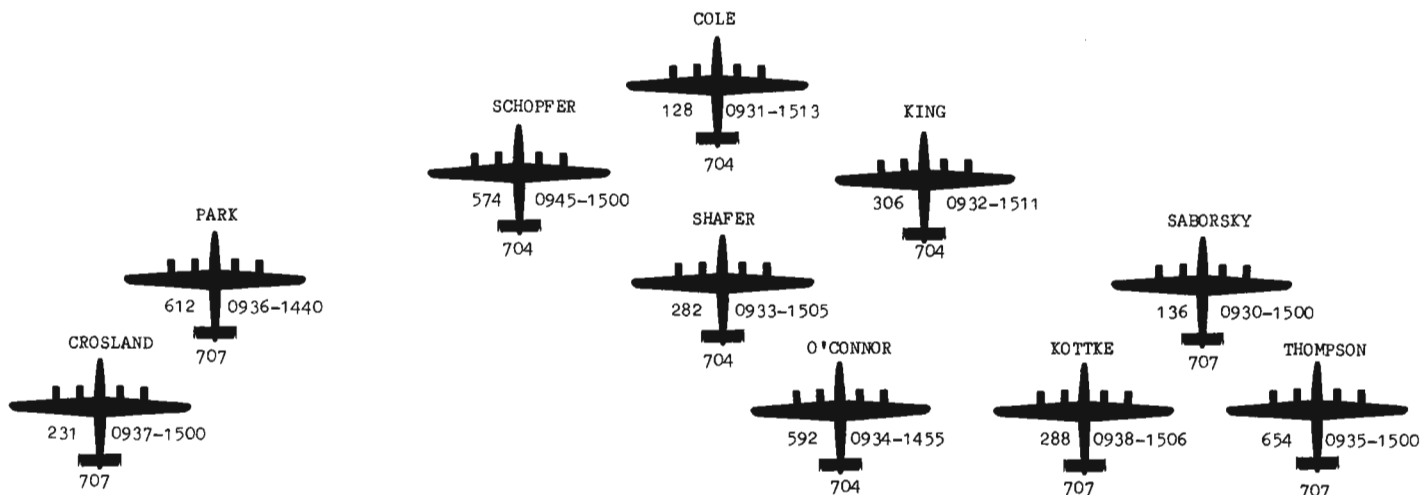 COLE
128 0931-1513
704
SCHOPFER
574 0945-1500
704
KING
306 0932-1511
704
PARK
612 0936-1440
707
SHAFER
282 0933-1505
704
SABORSKY
136 0930-1500
707
CROSLAND
231 0937-1500
707
O'CONNOR
592 0934-1455
704
KOTTKE
288 0938-1506
707
THOMPSON
654 0935-1500
707